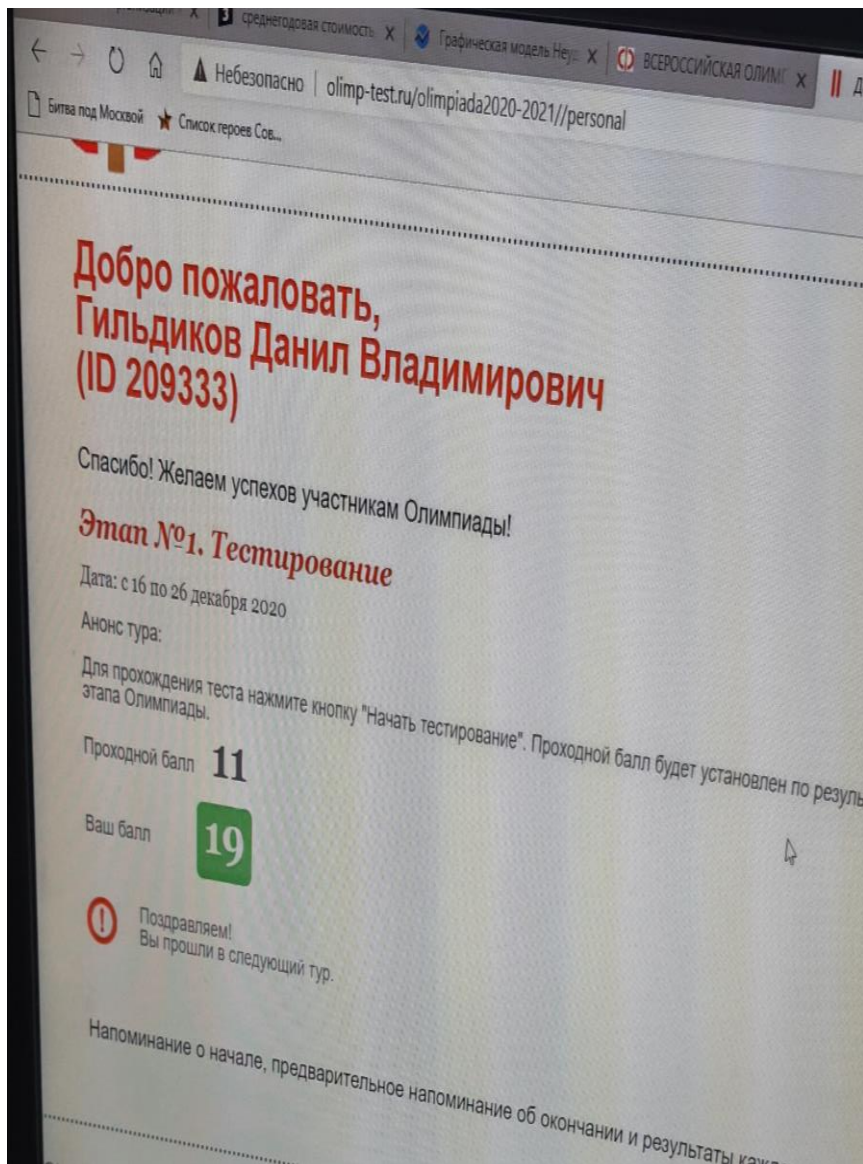 среднегодовая стоимость
Графическая модель Неу
ВСЕРОССИЙСКАЯ ОЛИМП
Небезопасно | olimp-test.ru/olimpiada2020-2021//personal
Битва под Москвой
Список героев Сов...
Добро пожаловать,
Гильдиков Данил Владимирович
(ID 209333)
Спасибо! Желаем успехов участникам Олимпиады!
Этап №1. Тестирование
Дата: с 16 по 26 декабря 2020
Анонс тура:
Для прохождения теста нажмите кнопку "Начать тестирование". Проходной балл будет установлен по резуль
этапа Олимпиады.
Проходной балл 11
Ваш балл 19
Поздравляем!
Вы прошли в следующий тур.
Напоминание о начале, предварительное напоминание об окончании и результаты